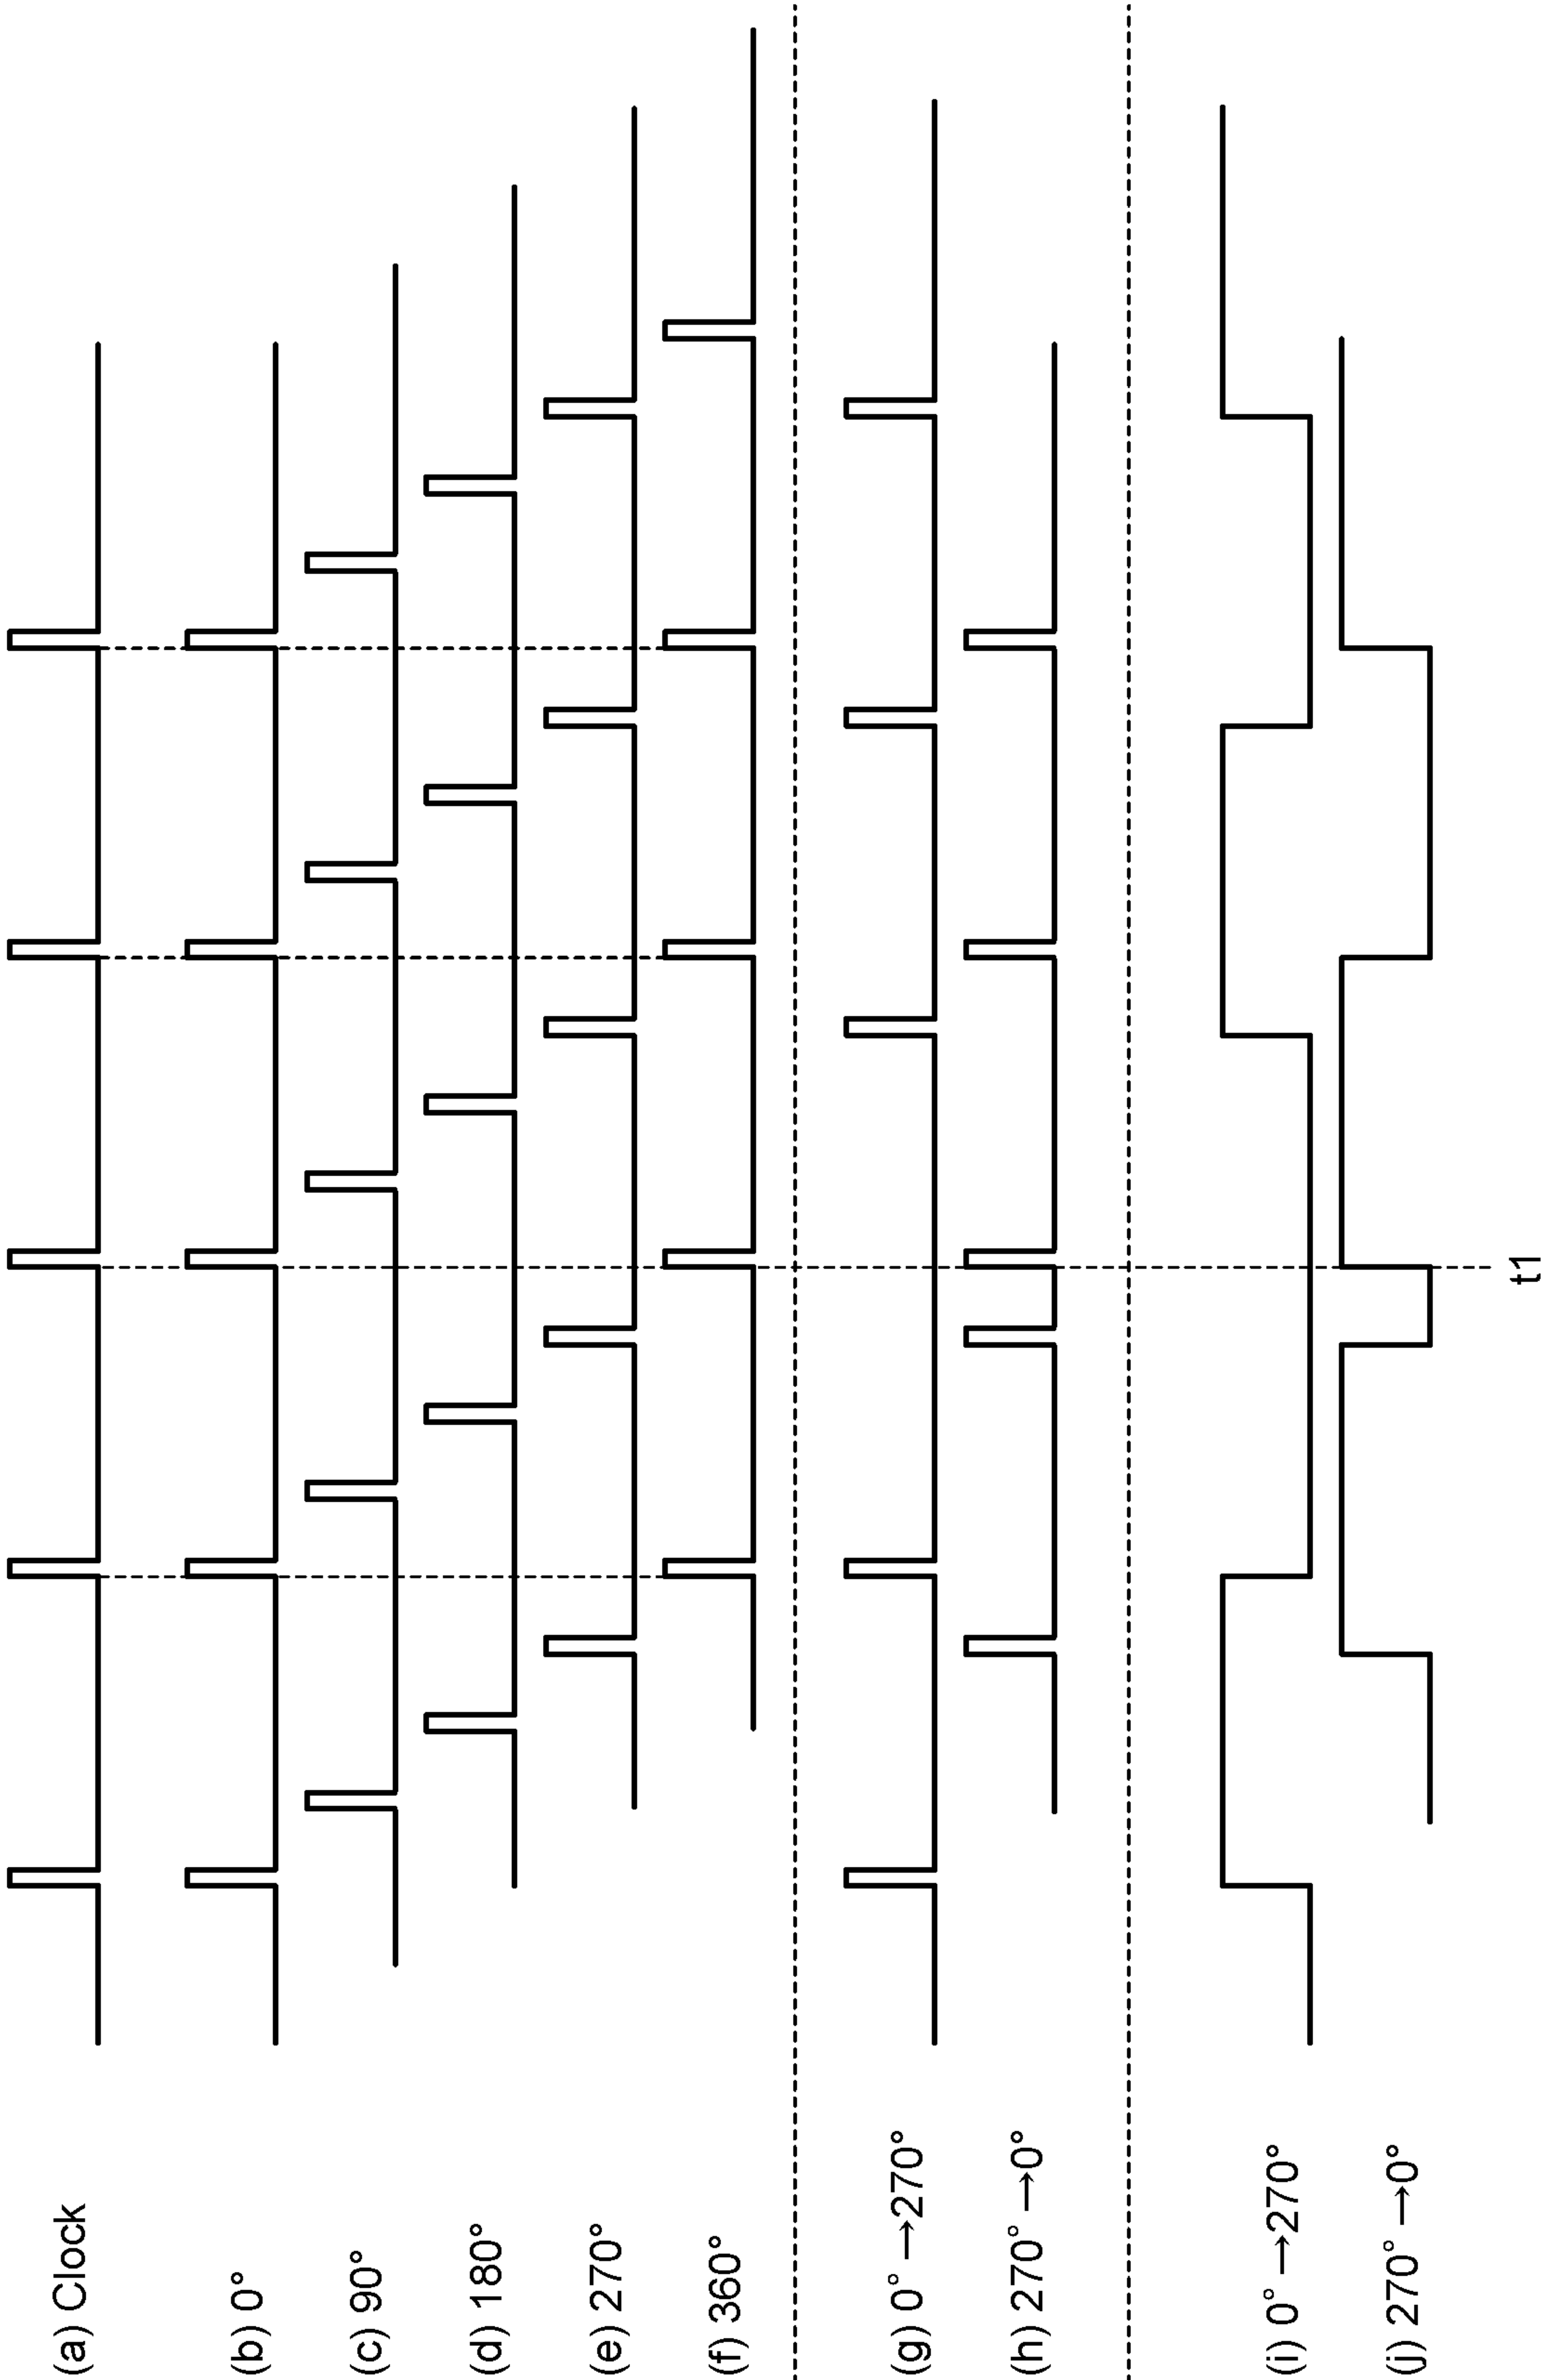 (a) Clock
(b) 0°
(c) 90°
(d) 180°
(e) 270°
(f) 360°
(g) 0°→270°
(h) 270°→0°
(i) 0°→270°
(j) 270°→0°
t1